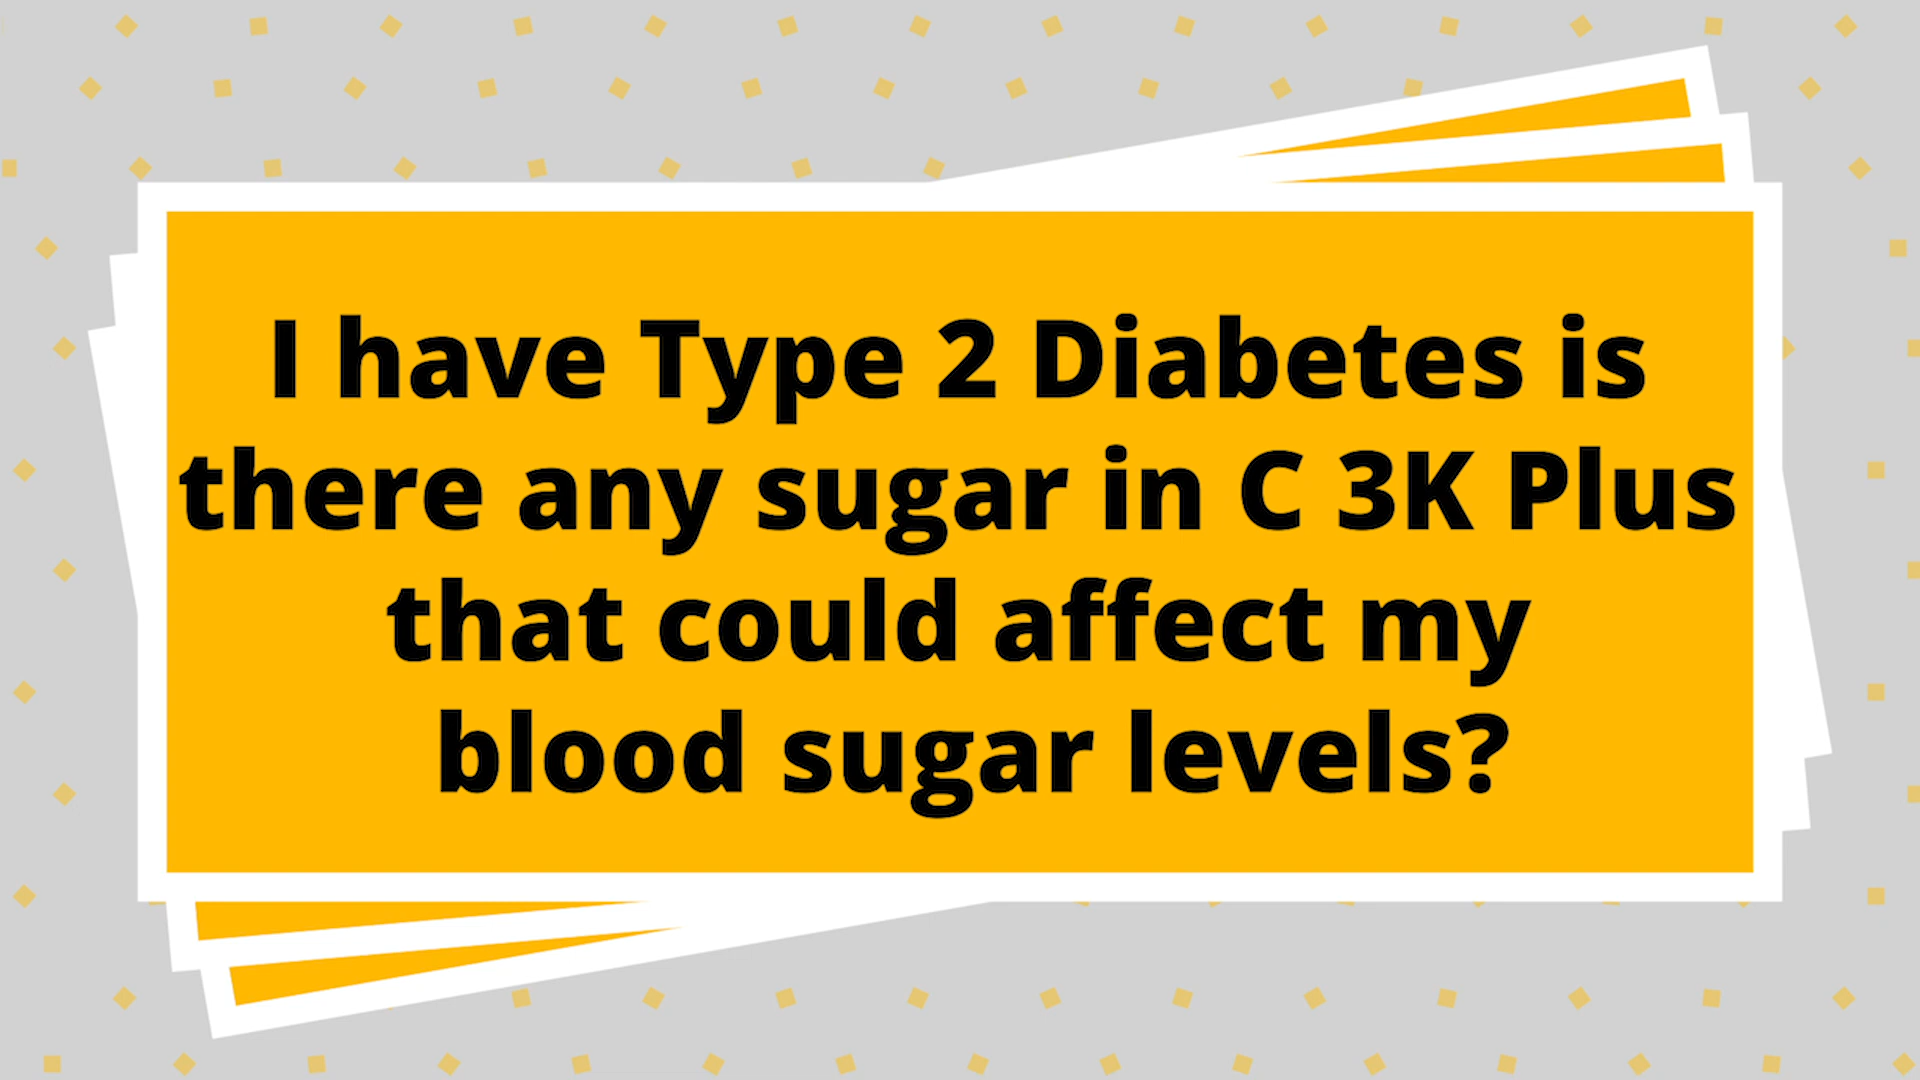 I have Type 2 Diabetes is
there any sugar in C 3K Plus
that could affect my
blood sugar levels?